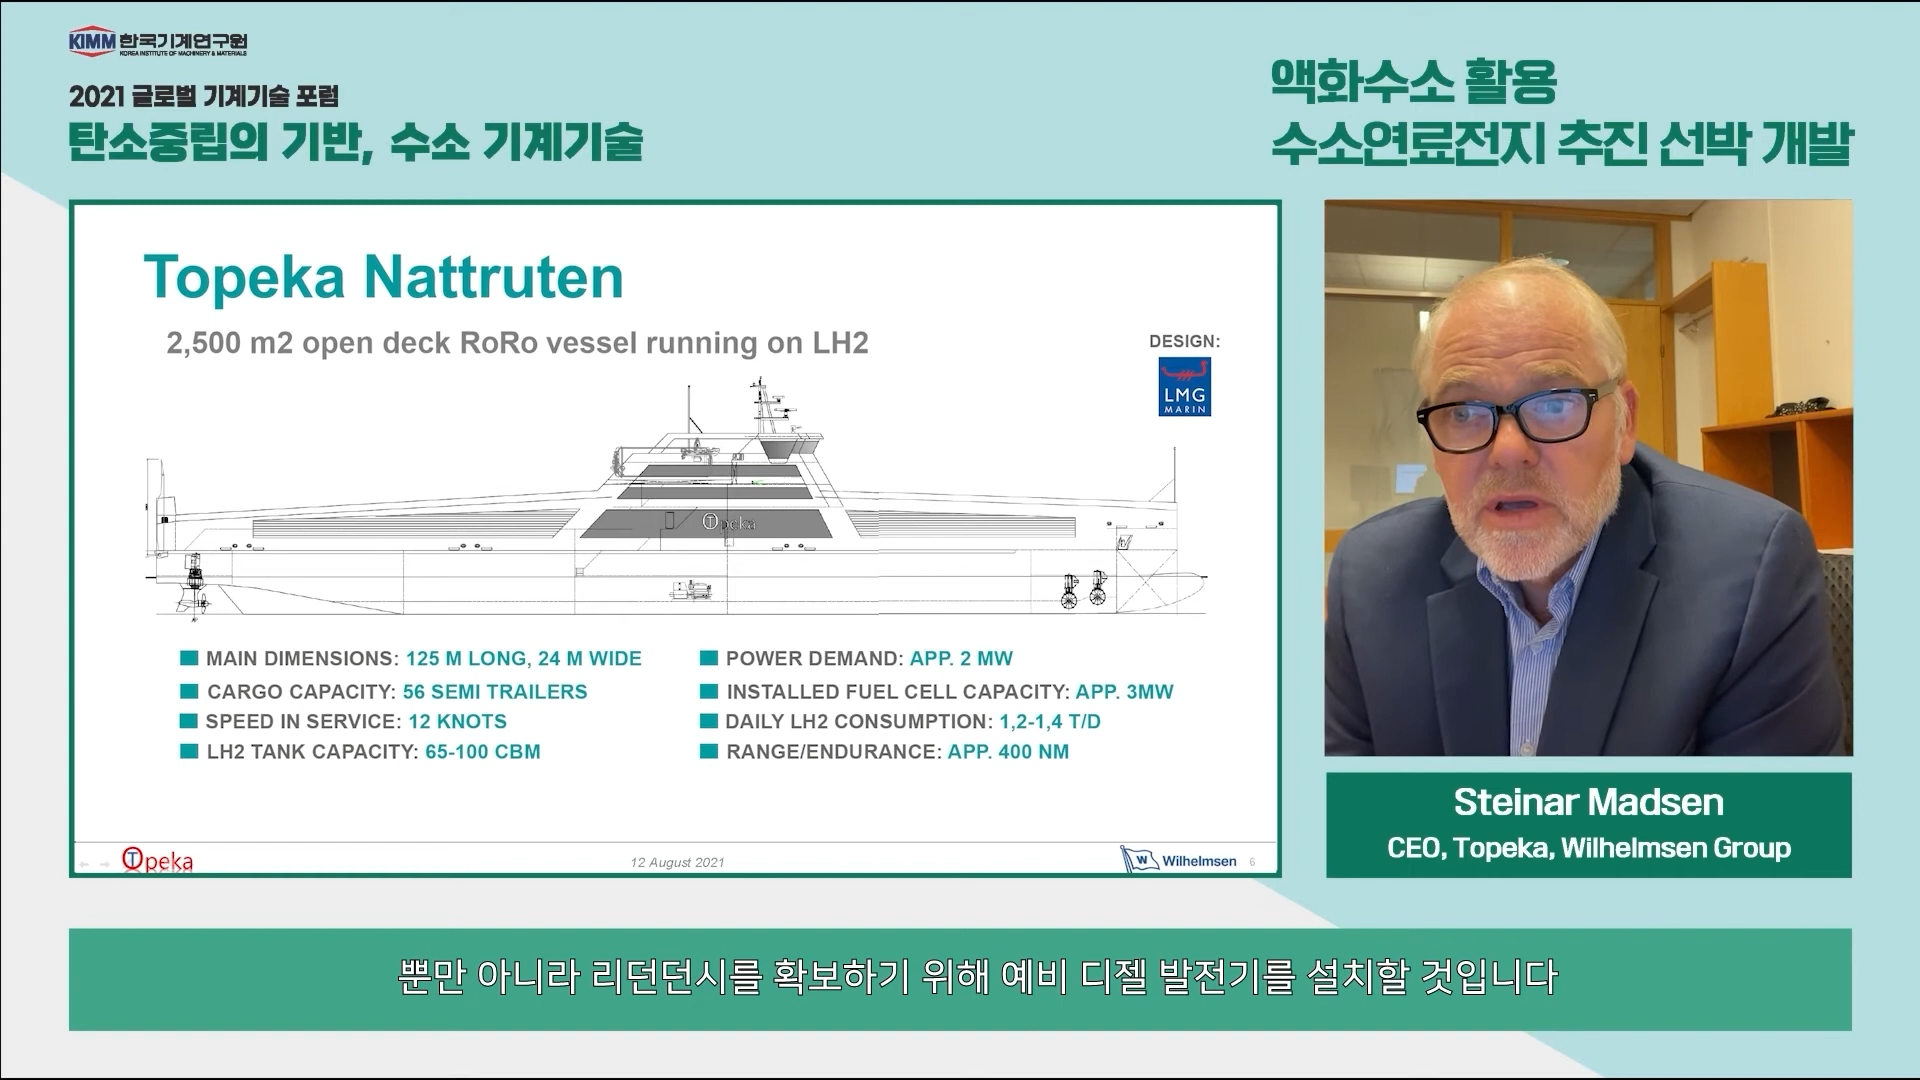 KIMM 한국기계연구원
KOREA INSTITUTE OF MACHINERY & MATERIALS
2021 글로벌 기계기술 포럼
탄소중립의 기반, 수소 기계기술
액화수소 활용
수소연료전지 추진 선박 개발
Topeka Nattruten
2,500 m2 open deck RoRo vessel running on LH2
DESIGN:
LMG
MARIN
Topeka
MAIN DIMENSIONS: 125 M LONG, 24 M WIDE
CARGO CAPACITY: 56 SEMI TRAILERS
SPEED IN SERVICE: 12 KNOTS
LH2 TANK CAPACITY: 65-100 CBM
POWER DEMAND: APP. 2 MW
INSTALLED FUEL CELL CAPACITY: APP. 3MW
DAILY LH2 CONSUMPTION: 1,2-1,4 T/D
RANGE/ENDURANCE: APP. 400 NM
Topeka
12 August 2021
W Wilhelmsen
6
Steinar Madsen
CEO, Topeka, Wilhelmsen Group
뿐만 아니라 리던던시를 확보하기 위해 예비 디젤 발전기를 설치할 것입니다